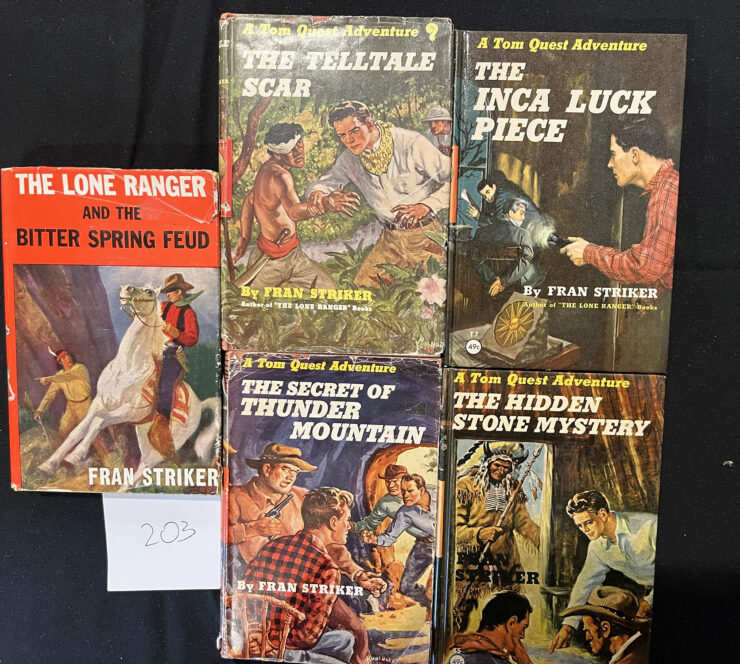 THE LONE RANGER
AND THE
BITTER SPRING FEUD
FRAN STRIKER
203
A Tom Quest Adventure 9
THE TELLTALE
SCAR
By FRAN STRIKER
Author of "THE LONE RANGER" Books
A Tom Quest Adventure
THE
INCA LUCK
PIECE
By FRAN STRIKER
Author of "THE LONE RANGER" Books
49¢
A Tom Quest Adventure
THE SECRET OF
THUNDER
MOUNTAIN
By FRAN STRIKER
A Tom Quest Adventure
THE HIDDEN
STONE MYSTERY
FRAN
STRIKER
49¢